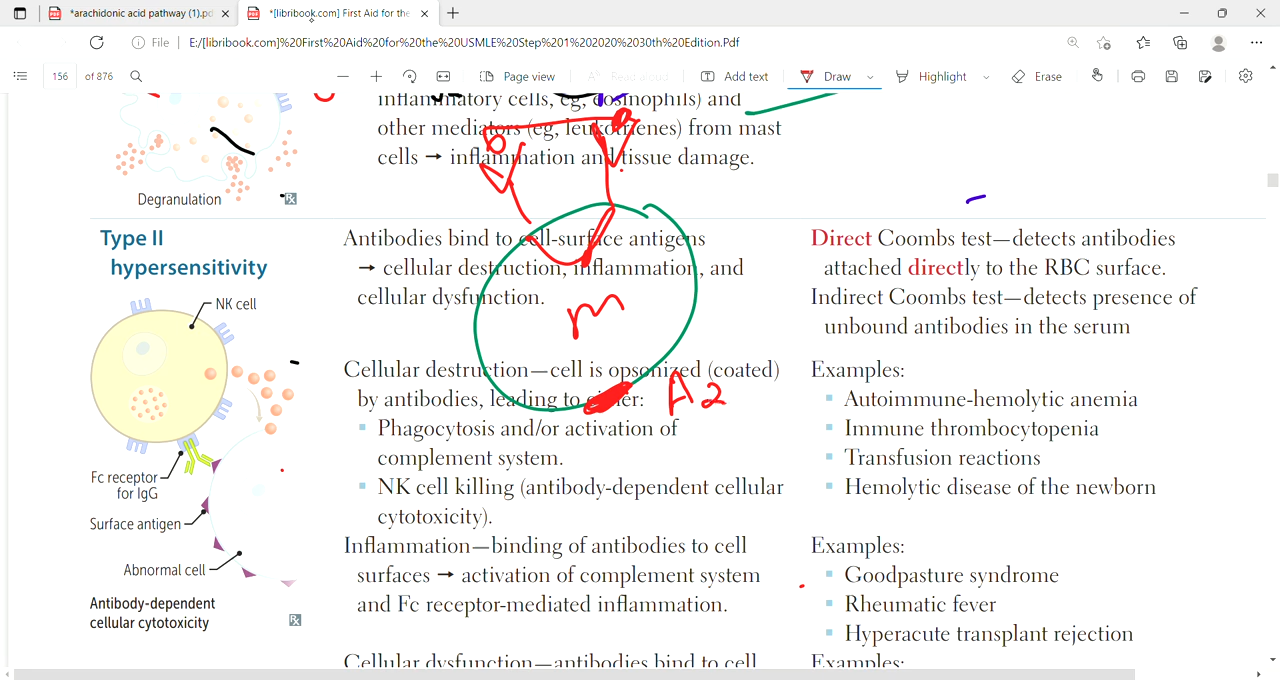 *arachidonic acid pathway (1).pd
*[libribook.com] First Aid for the
File
E:/[libribook.com]%20First%20Aid%20for%20the%20USMLE%20Step%201%202020%2030th%20Edition.Pdf
156 of 876
Page view
Read aloud
Add text
Draw
Highlight
Erase
inflammatory cells, eg, eosinophils) and
other mediators (eg, leukotrienes) from mast
cells → inflammation and tissue damage.
Degranulation
Type II
hypersensitivity
NK cell
Fc receptor
for IgG
Surface antigen
Abnormal cell
Antibody-dependent
cellular cytotoxicity
Antibodies bind to cell-surface antigens
→ cellular destruction, inflammation, and
cellular dysfunction.
m
Cellular destruction—cell is opsonized (coated)
by antibodies, leading to either:
A2
Phagocytosis and/or activation of
complement system.
NK cell killing (antibody-dependent cellular
cytotoxicity).
Inflammation—binding of antibodies to cell
surfaces → activation of complement system
and Fc receptor-mediated inflammation.
Cellular dysfunction—antibodies bind to cell
Direct Coombs test—detects antibodies
attached directly to the RBC surface.
Indirect Coombs test—detects presence of
unbound antibodies in the serum
Examples:
Autoimmune-hemolytic anemia
Immune thrombocytopenia
Transfusion reactions
Hemolytic disease of the newborn
Examples:
Goodpasture syndrome
Rheumatic fever
Hyperacute transplant rejection
Examples: